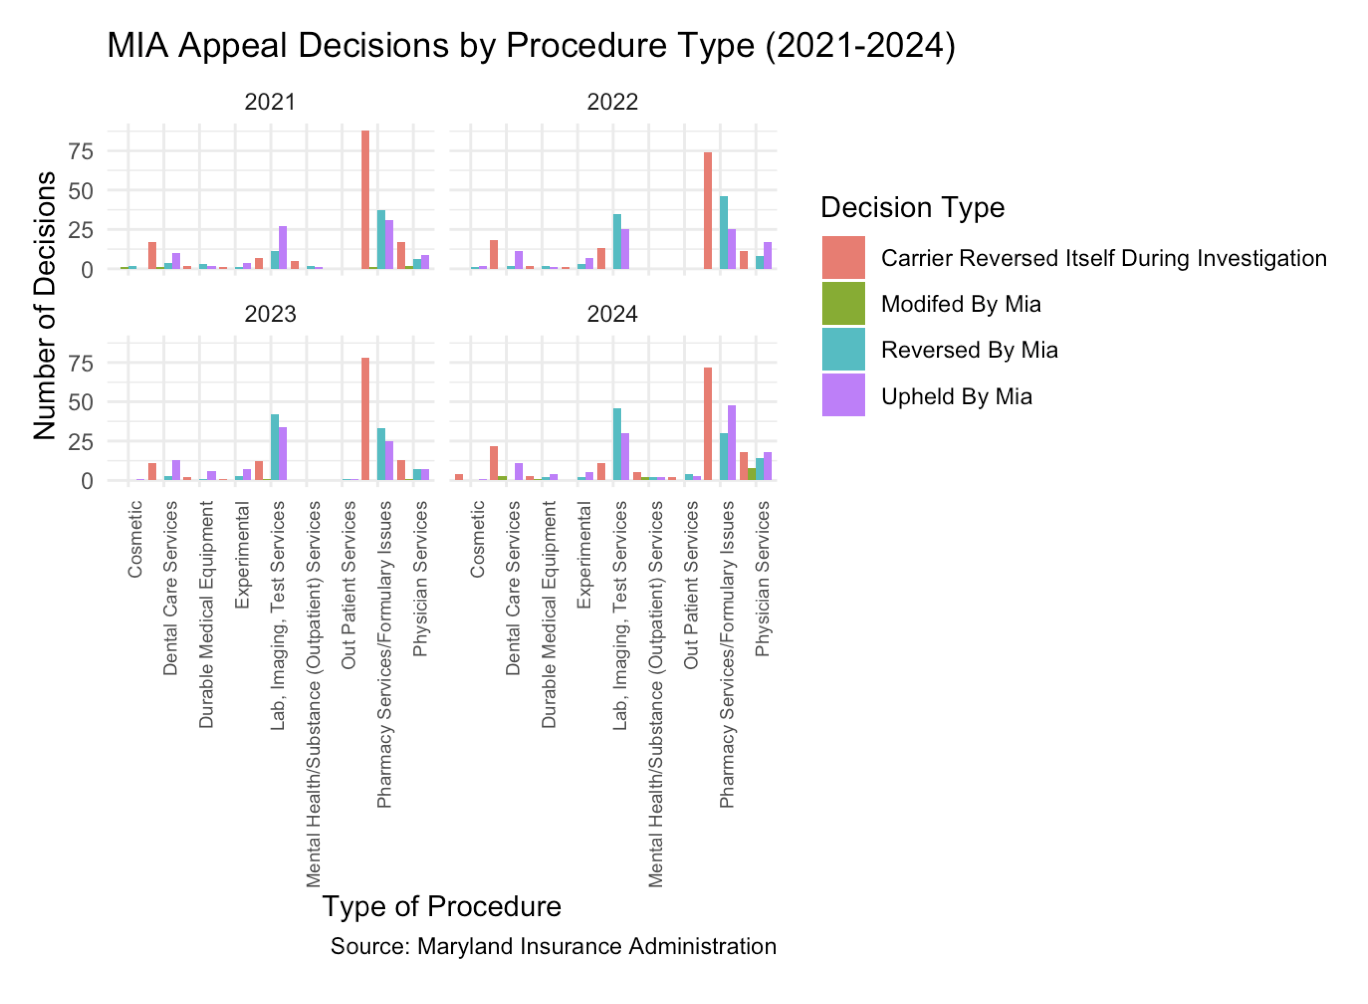 MIA Appeal Decisions by Procedure Type (2021-2024)
2021
2022
75
50
25
0
2023
2024
75
50
25
0
Number of Decisions
Cosmetic
Dental Care Services
Durable Medical Equipment
Experimental
Lab, Imaging, Test Services
Mental Health/Substance (Outpatient) Services
Out Patient Services
Pharmacy Services/Formulary Issues
Physician Services
Cosmetic
Dental Care Services
Durable Medical Equipment
Experimental
Lab, Imaging, Test Services
Mental Health/Substance (Outpatient) Services
Out Patient Services
Pharmacy Services/Formulary Issues
Physician Services
Type of Procedure
Source: Maryland Insurance Administration
Decision Type
Carrier Reversed Itself During Investigation
Modifed By Mia
Reversed By Mia
Upheld By Mia